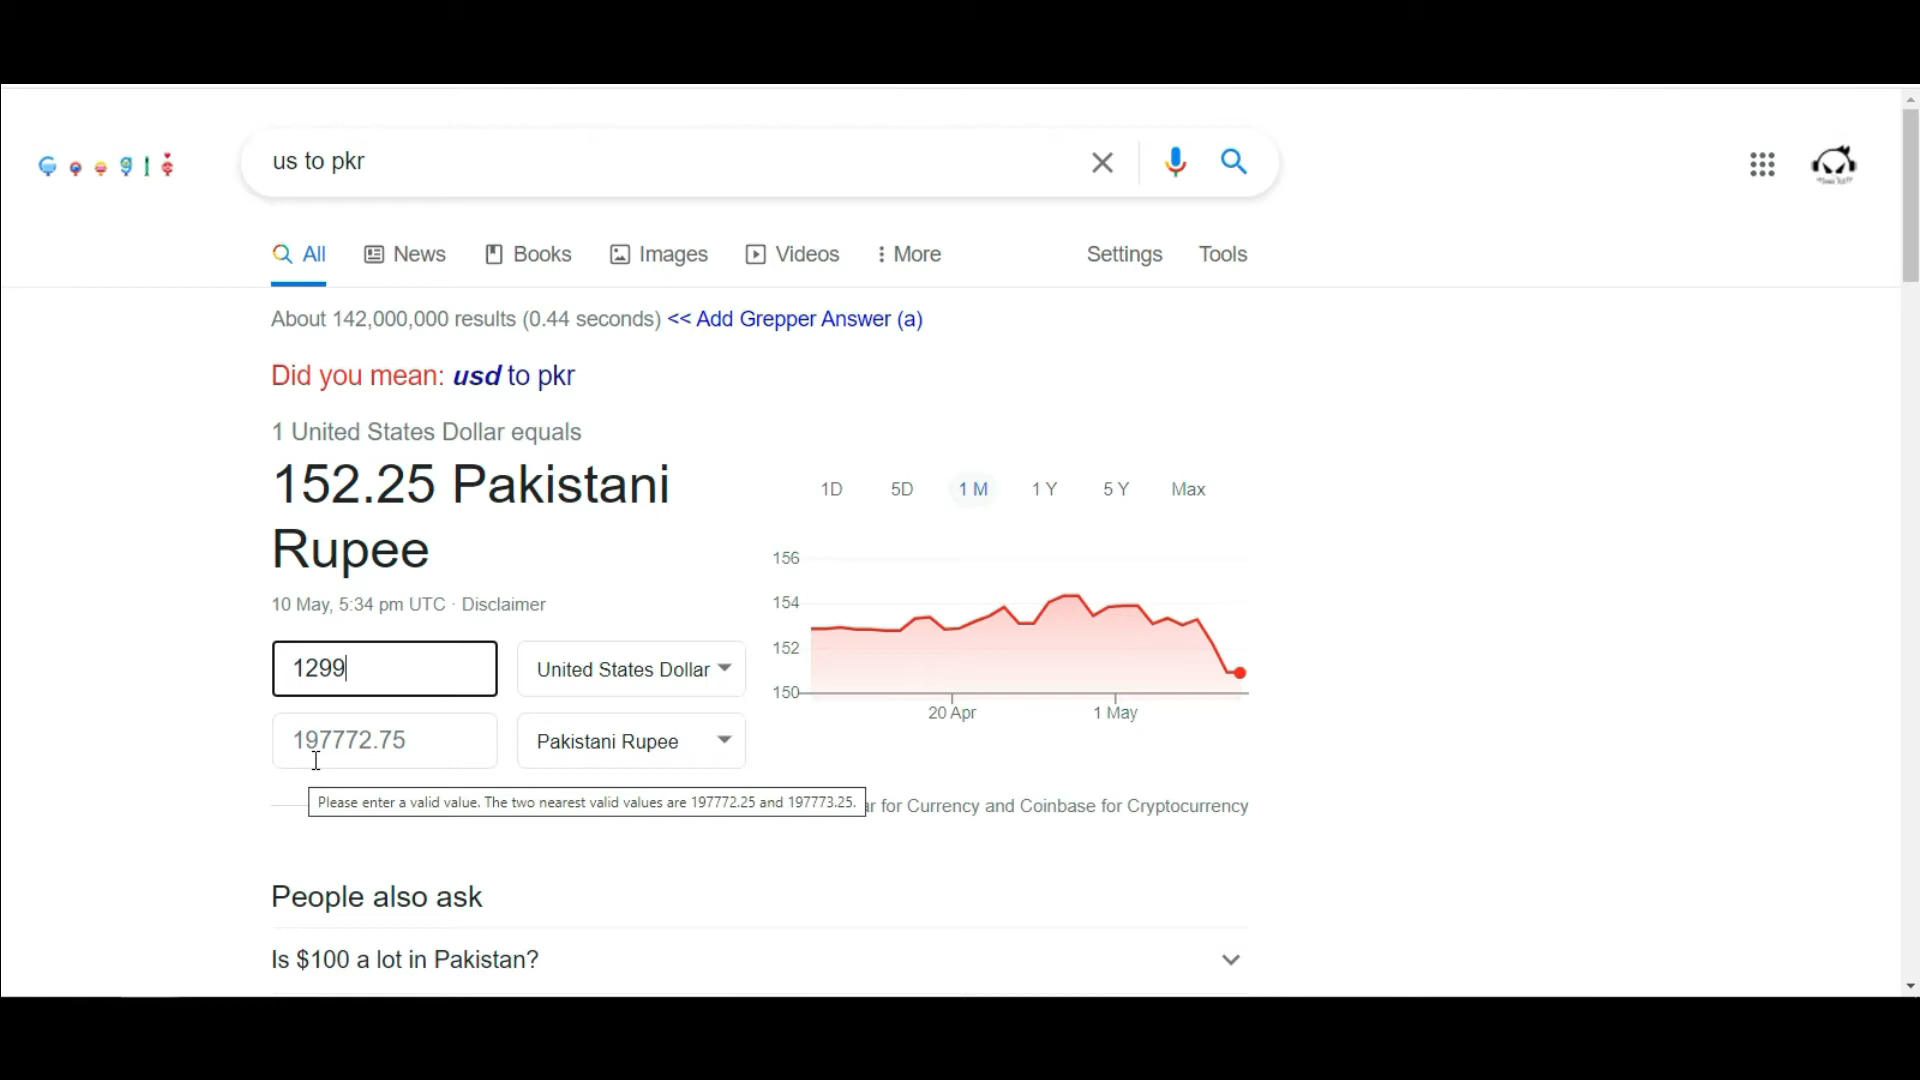 Google
us to pkr
All
News
Books
Images
Videos
More
Settings
Tools
About 142,000,000 results (0.44 seconds) << Add Grepper Answer (a)
Did you mean: usd to pkr
1 United States Dollar equals
152.25 Pakistani
Rupee
10 May, 5:34 pm UTC · Disclaimer
1299
United States Dollar
197772.75
Pakistani Rupee
1D
5D
1 M
1 Y
5 Y
Max
156
154
152
150
20 Apr
1 May
Please enter a valid value. The two nearest valid values are 197772.25 and 197773.25.
for Currency and Coinbase for Cryptocurrency
People also ask
Is $100 a lot in Pakistan?